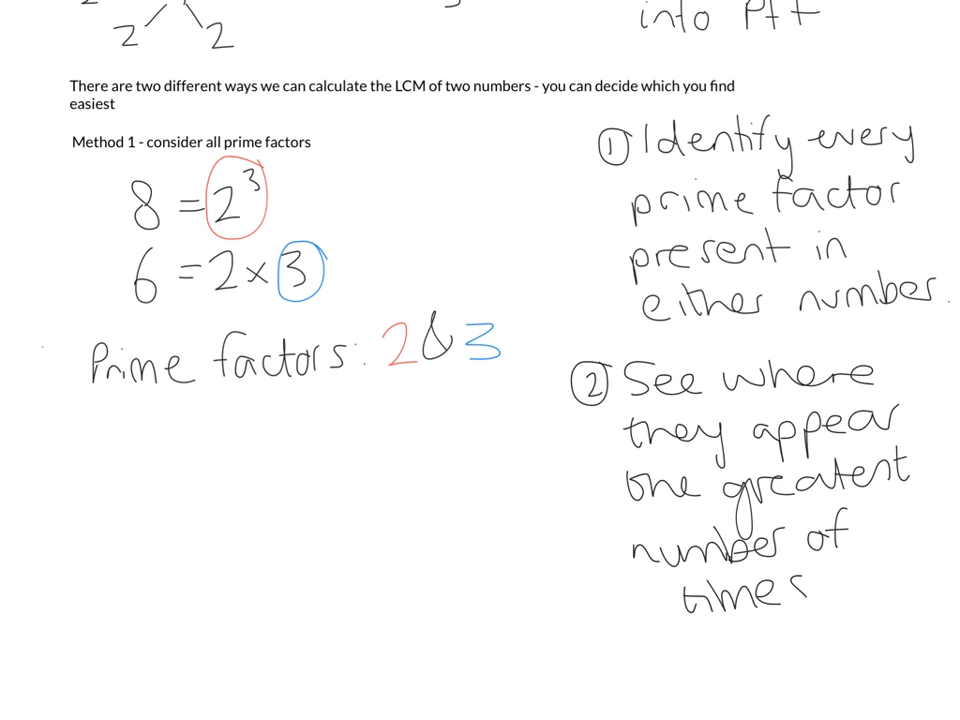 2 2
into PFF
There are two different ways we can calculate the LCM of two numbers - you can decide which you find
easiest
Method 1 - consider all prime factors
8 = 2³
6 = 2 × 3
Prime factors: 2 & 3
① Identify every
prime factor
present in
either number.
② See where
they appear
the greatest
number of
times